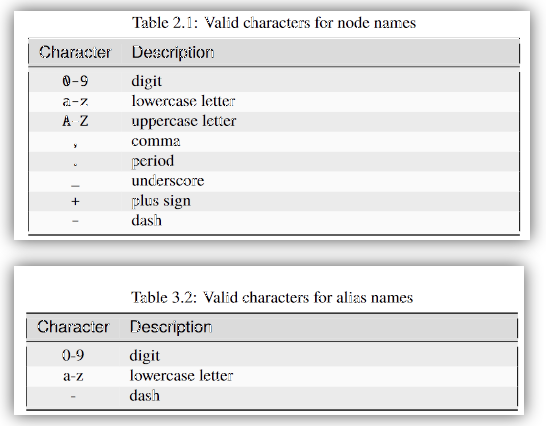 Table 2.1: Valid characters for node names
Character Description
0-9 digit
a-z lowercase letter
A-Z uppercase letter
, comma
. period
_ underscore
+ plus sign
- dash
Table 3.2: Valid characters for alias names
Character Description
0-9 digit
a-z lowercase letter
- dash